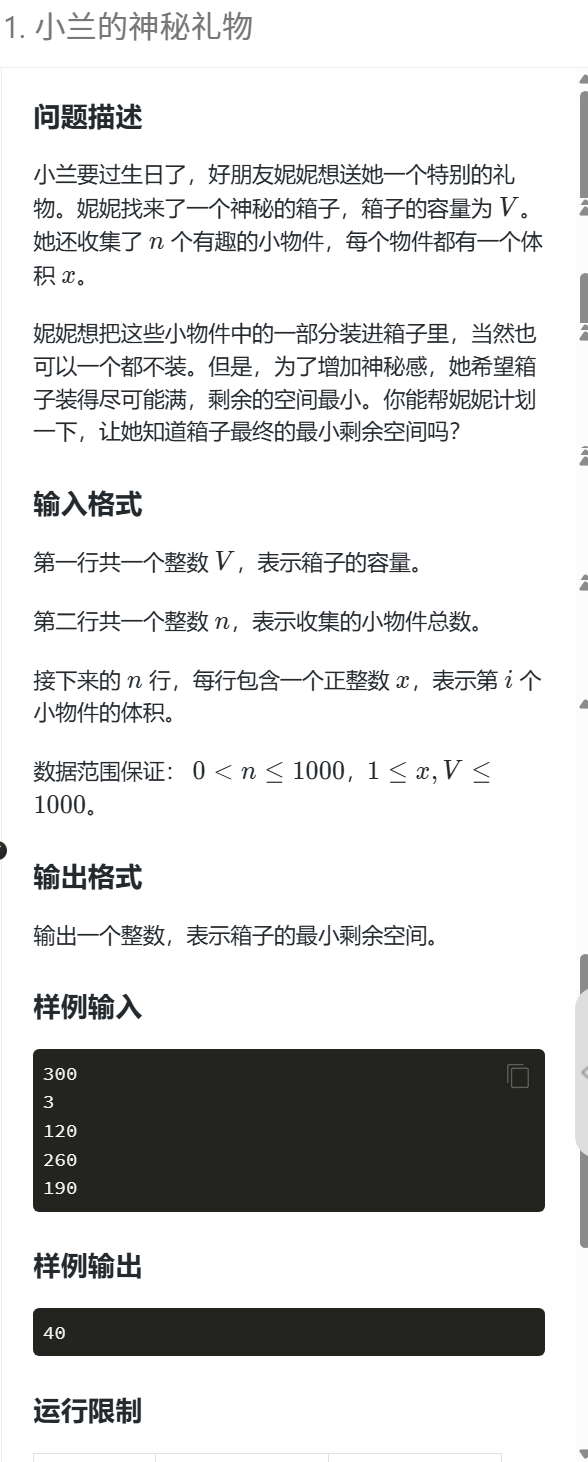 1. 小兰的神秘礼物
问题描述
小兰要过生日了，好朋友妮妮想送她一个特别的礼
物。妮妮找来了一个神秘的箱子，箱子的容量为 V。
她还收集了 n 个有趣的小物件，每个物件都有一个体
积 x。
妮妮想把这些小物件中的一部分装进箱子里，当然也
可以一个都不装。但是，为了增加神秘感，她希望箱
子装得尽可能满，剩余的空间最小。你能帮妮妮计划
一下，让她知道箱子最终的最小剩余空间吗？
输入格式
第一行共一个整数 V，表示箱子的容量。
第二行共一个整数 n，表示收集的小物件总数。
接下来的 n 行，每行包含一个正整数 x，表示第 i 个
小物件的体积。
数据范围保证： 0 < n ≤ 1000，1 ≤ x, V ≤
1000。
输出格式
输出一个整数，表示箱子的最小剩余空间。
样例输入
300
3
120
260
190
样例输出
40
运行限制